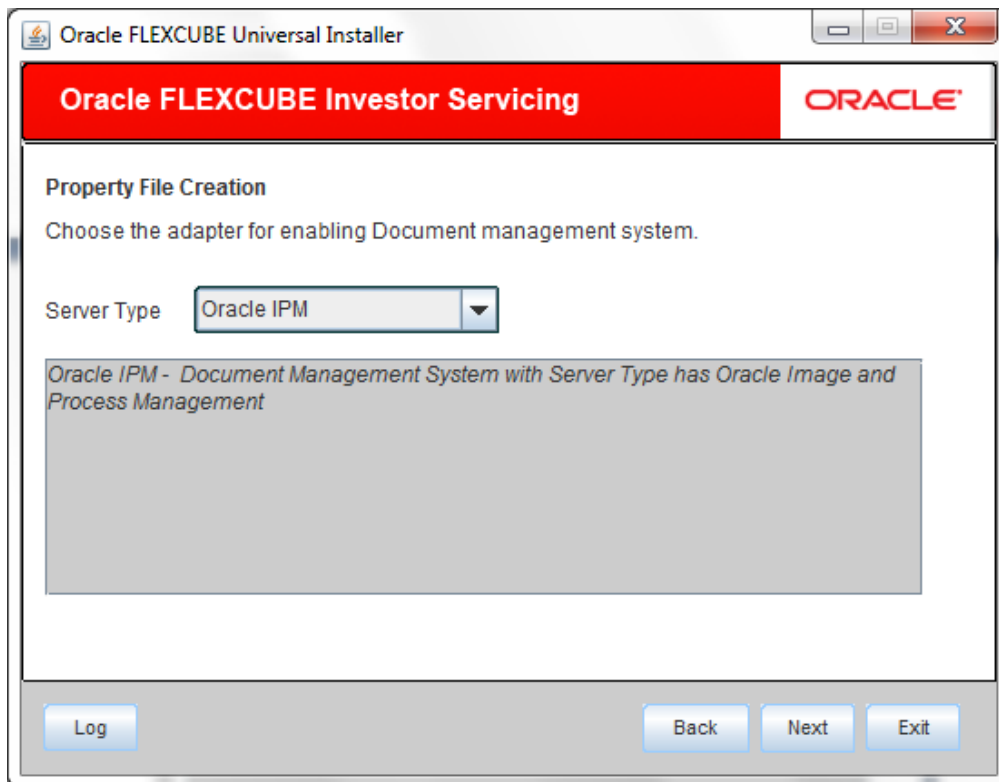 Oracle FLEXCUBE Universal Installer
Oracle FLEXCUBE Investor Servicing
ORACLE
Property File Creation
Choose the adapter for enabling Document management system.
Server Type
Oracle IPM
Oracle IPM -  Document Management System with Server Type has Oracle Image and
Process Management
Log
Back
Next
Exit